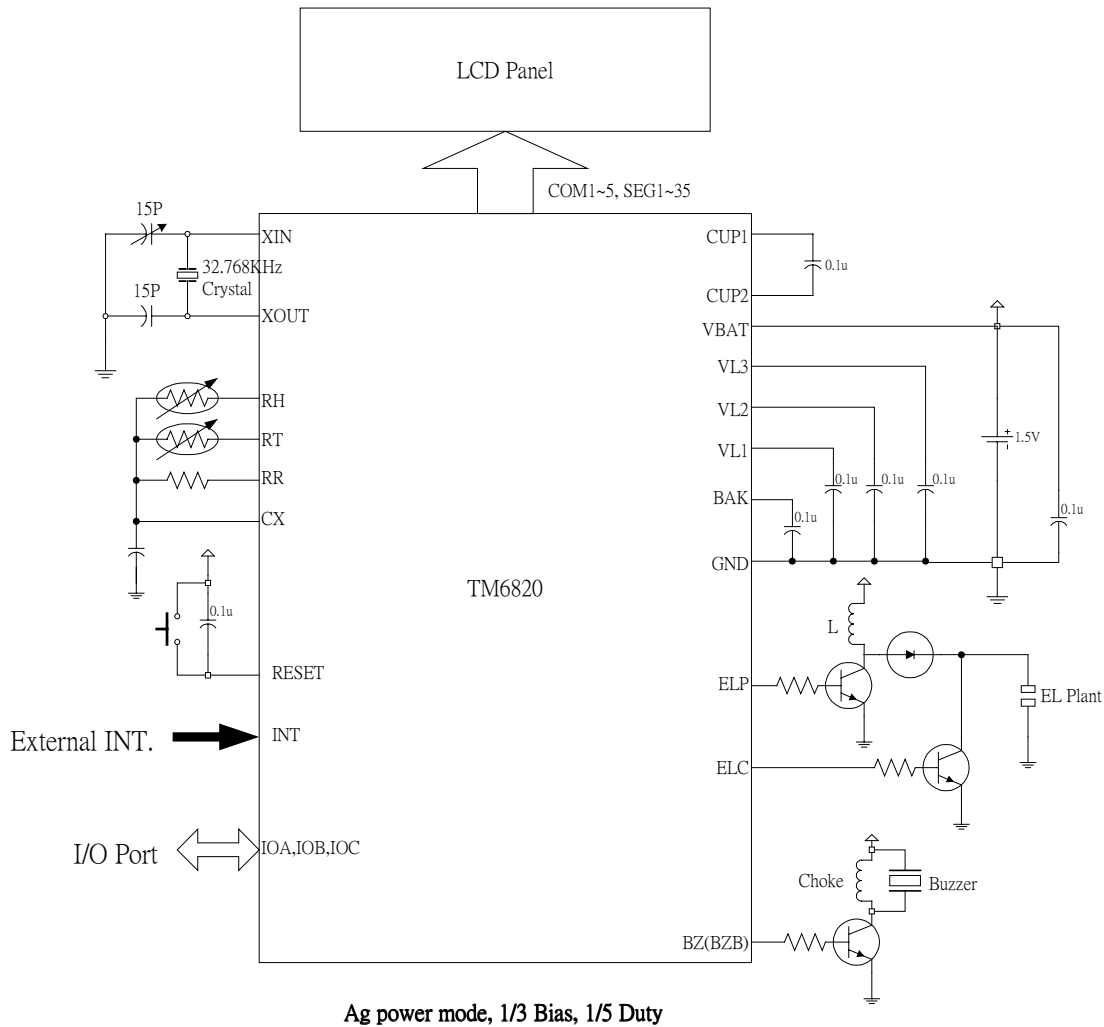 LCD Panel
COM1~5, SEG1~35
15P
XIN
32.768KHz
Crystal
15P
XOUT
RH
RT
RR
CX
0.1u
RESET
External INT.
INT
I/O Port
IOA,IOB,IOC
TM6820
CUP1
0.1u
CUP2
VBAT
VL3
VL2
VL1
BAK
GND
0.1u
0.1u
0.1u
0.1u
1.5V
0.1u
L
ELP
EL Plant
ELC
Choke
Buzzer
BZ(BZB)
Ag power mode, 1/3 Bias, 1/5 Duty